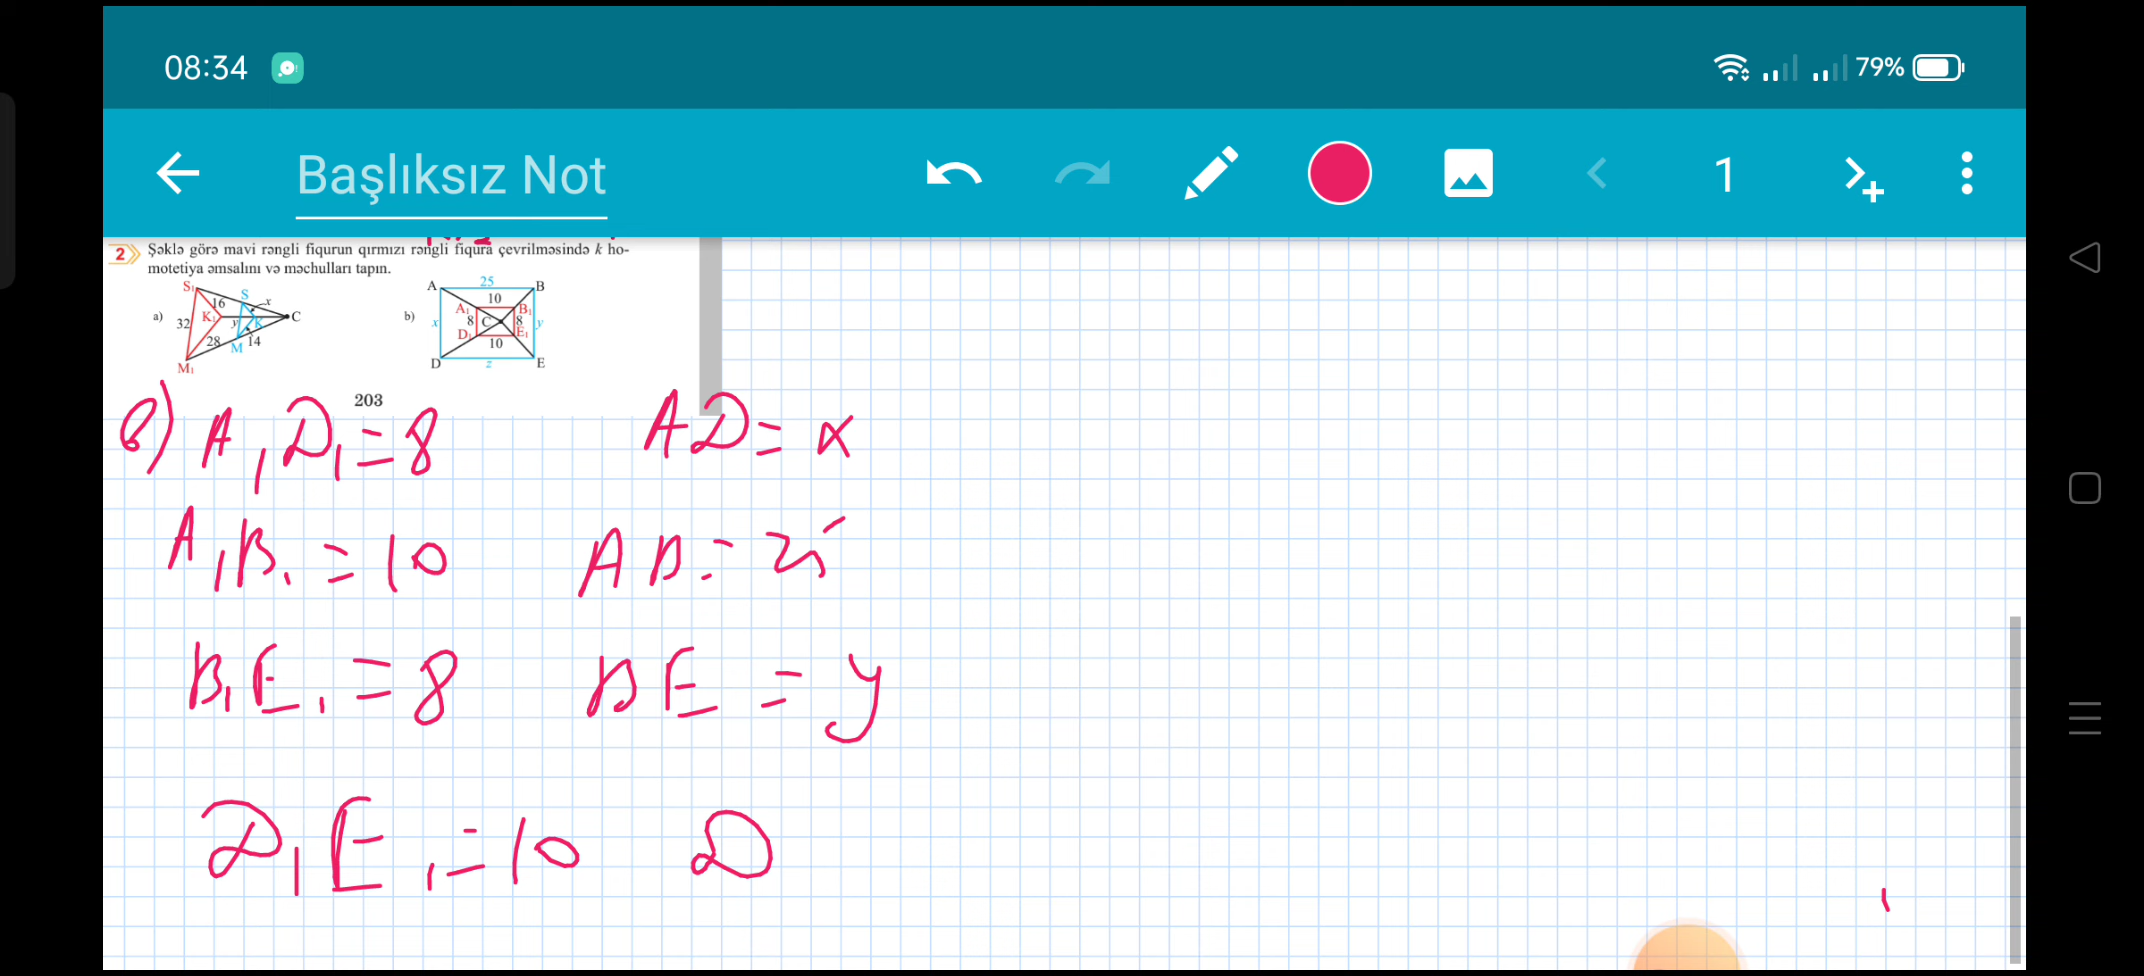 08:34
79%
Başlıksız Not
1
2 Şəklə görə mavi rəngli fiqurun qırmızı rəngli fiqura çevrilməsində k ho-
motetiya əmsalını və məchulları tapın.
a)
S₁
16
S
x
32
K₁
y
K
C
28
M
14
M₁
b)
A
25
B
10
A₁
B₁
x
8
C
8
y
D₁
E₁
10
D
z
E
203
b) A₁D₁=8 AD=x
A₁B₁=10 AB=25
B₁E₁=8 BE=y
D₁E₁=10 D